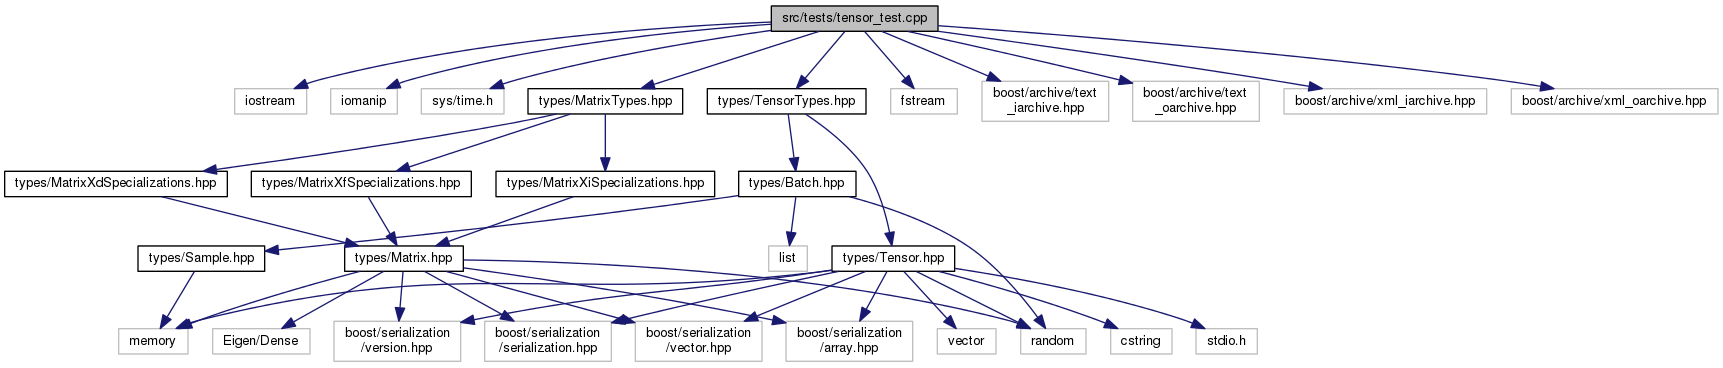 src/tests/tensor_test.cpp
iostream
iomanip
sys/time.h
types/MatrixTypes.hpp
types/TensorTypes.hpp
fstream
boost/archive/text
_iarchive.hpp
boost/archive/text
_oarchive.hpp
boost/archive/xml_iarchive.hpp
boost/archive/xml_oarchive.hpp
types/MatrixXdSpecializations.hpp
types/MatrixXfSpecializations.hpp
types/MatrixXiSpecializations.hpp
types/Batch.hpp
types/Sample.hpp
types/Matrix.hpp
list
types/Tensor.hpp
memory
Eigen/Dense
boost/serialization
/version.hpp
boost/serialization
/serialization.hpp
boost/serialization
/vector.hpp
boost/serialization
/array.hpp
vector
random
cstring
stdio.h